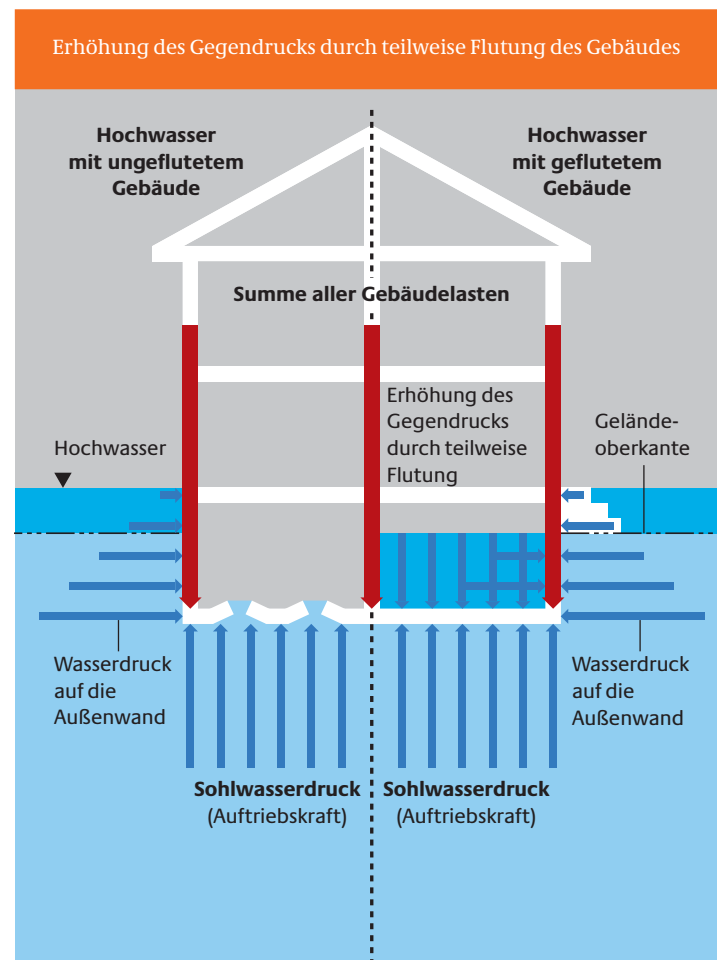 Erhöhung des Gegendrucks durch teilweise Flutung des Gebäudes
Hochwasser
mit ungeflutetem
Gebäude
Hochwasser
mit geflutetem
Gebäude
Summe aller Gebäudelasten
Erhöhung des
Gegendrucks
durch teilweise
Flutung
Hochwasser
Gelände-
oberkante
Wasserdruck
auf die
Außenwand
Wasserdruck
auf die
Außenwand
Sohlwasserdruck
(Auftriebskraft)
Sohlwasserdruck
(Auftriebskraft)